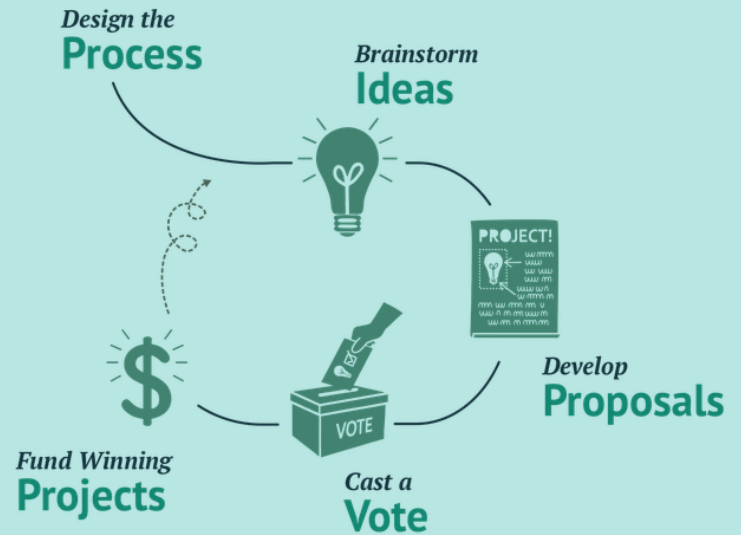 Design the
Process
Brainstorm
Ideas
PROJECT!
Develop
Proposals
VOTE
Cast a
Vote
Fund Winning
Projects